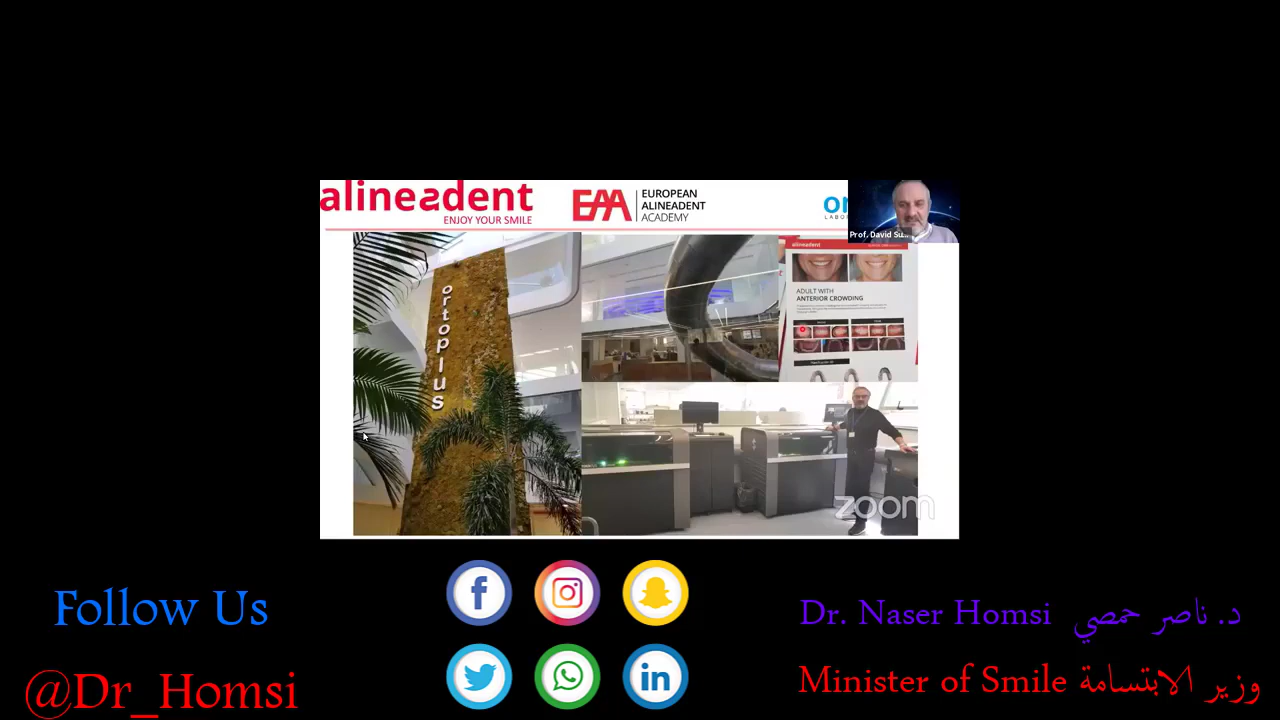 alineadent
ENJOY YOUR SMILE
EAA
EUROPEAN
ALINEADENT
ACADEMY
Prof. David
ortoplus
alineadent
ADULT WITH
ANTERIOR CROWDING
zoom
Follow Us
@Dr_Homsi
Dr. Naser Homsi د. ناصر حمصي
Minister of Smile وزير الابتسامة